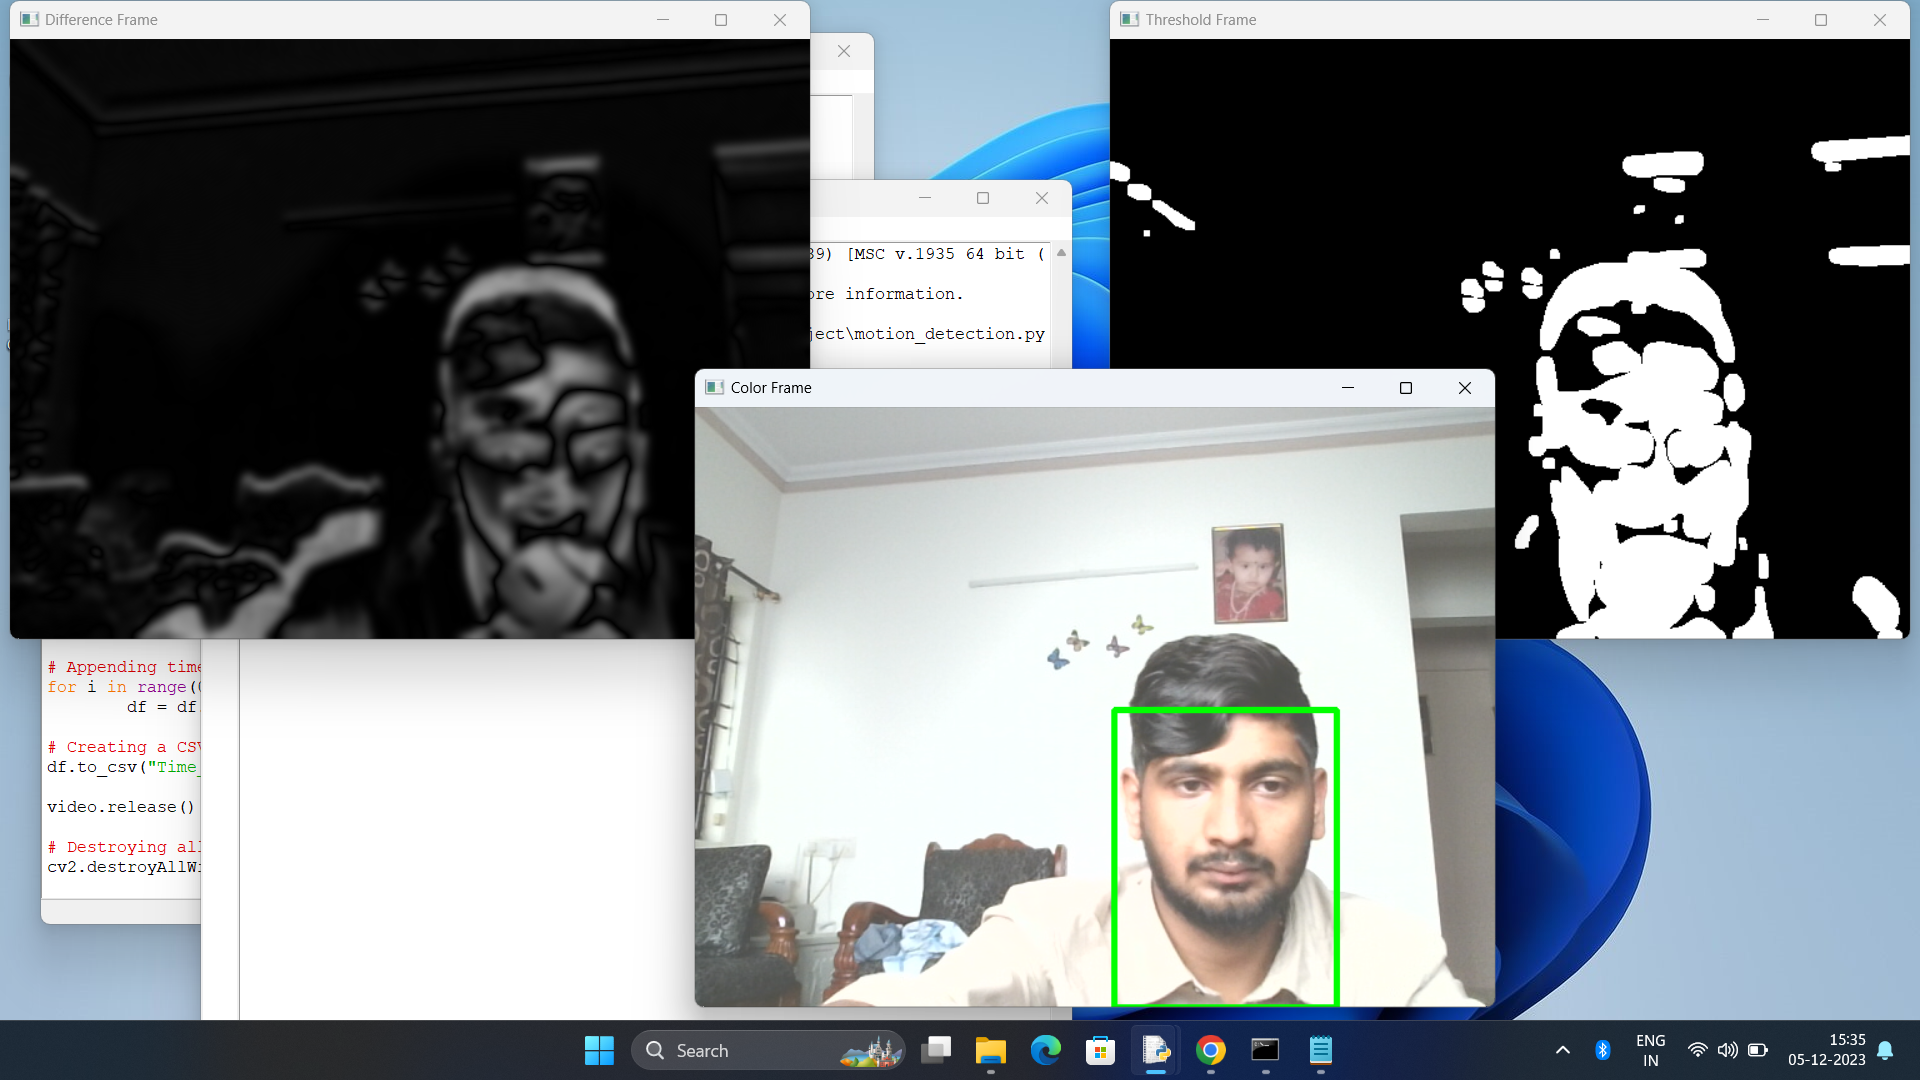 Difference Frame
Threshold Frame
39) [MSC v.1935 64 bit (
ore information.
ject\motion_detection.py
Color Frame
# Appending time
for i in range(
df = df
# Creating a CSV
df.to_csv("Time_
video.release()
# Destroying all
cv2.destroyAllWi
Search
ENG
IN
15:35
05-12-2023